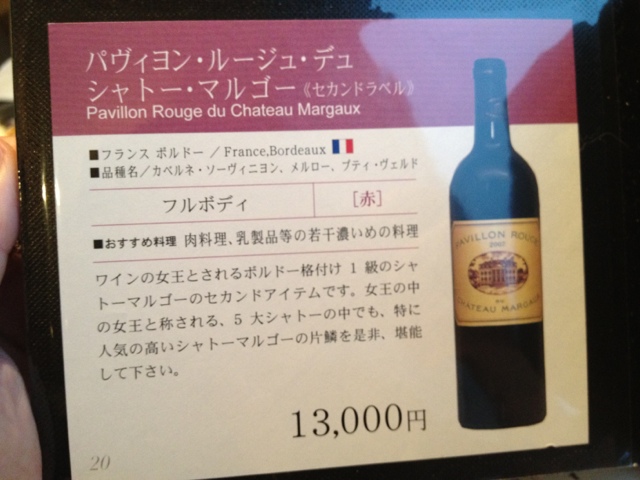 パヴィヨン・ルージュ・デュ
シャトー・マルゴー《セカンドラベル》
Pavillon Rouge du Chateau Margaux
■フランス ボルドー / France,Bordeaux
■品種名／カベルネ・ソーヴィニヨン、メルロー、プティ・ヴェルド
フルボディ [赤]
■おすすめ料理 肉料理、乳製品等の若干濃いめの料理
ワインの女王とされるボルドー格付け 1 級のシャ
トーマルゴーのセカンドアイテムです。女王の中
の女王と称される、5 大シャトーの中でも、特に
人気の高いシャトーマルゴーの片鱗を是非、堪能
して下さい。
13,000円
20
PAVILLON ROUGE
2007
DU
CHATEAU MARGAUX